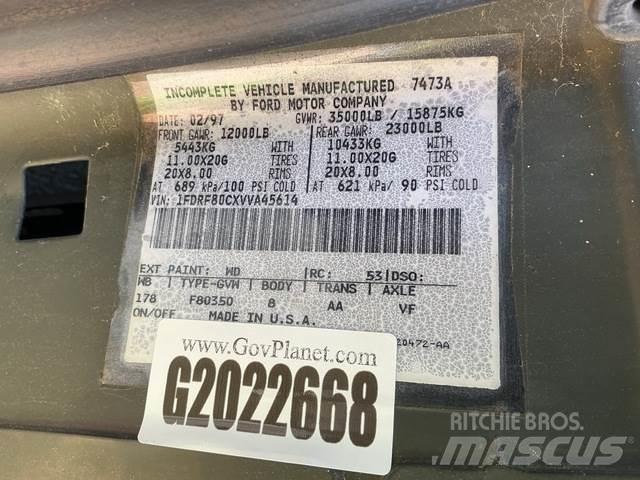 INCOMPLETE VEHICLE MANUFACTURED 7473A
BY FORD MOTOR COMPANY
DATE: 02/97 GVWR: 35000LB / 15875KG
FRONT GAWR: 12000LB REAR GAWR: 23000LB
5443KG WITH 10433KG WITH
11.00X20G TIRES 11.00X20G TIRES
20X8.00 RIMS 20X8.00 RIMS
AT 689 kPa/100 PSI COLD AT 621 kPa/ 90 PSI COLD
VIN: 1FDRF80CXVVA45614
EXT PAINT: WD RC: 53 DSO:
WB TYPE-GVW BODY TRANS AXLE
178 F80350 8 AA VF
ON/OFF MADE IN U.S.A.
20472-AA
www.GovPlanet.com
G2022668
RITCHIE BROS.
MASCUS